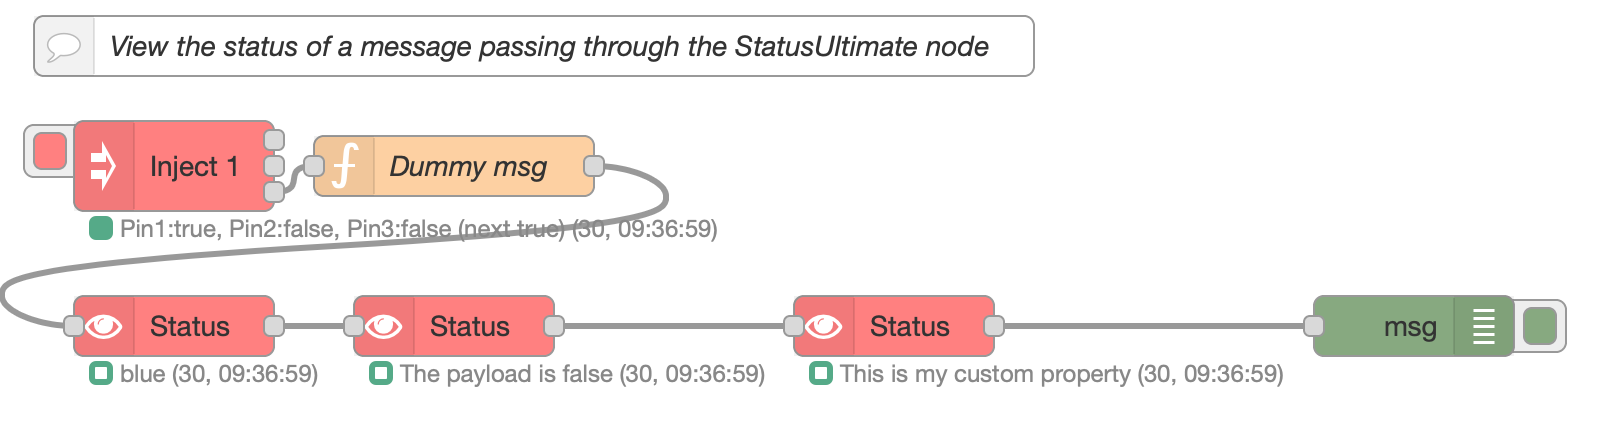 View the status of a message passing through the StatusUltimate node
Inject 1
Dummy msg
Pin1:true, Pin2:false, Pin3:false (next true) (30, 09:36:59)
Status
Status
Status
msg
blue (30, 09:36:59)
The payload is false (30, 09:36:59)
This is my custom property (30, 09:36:59)